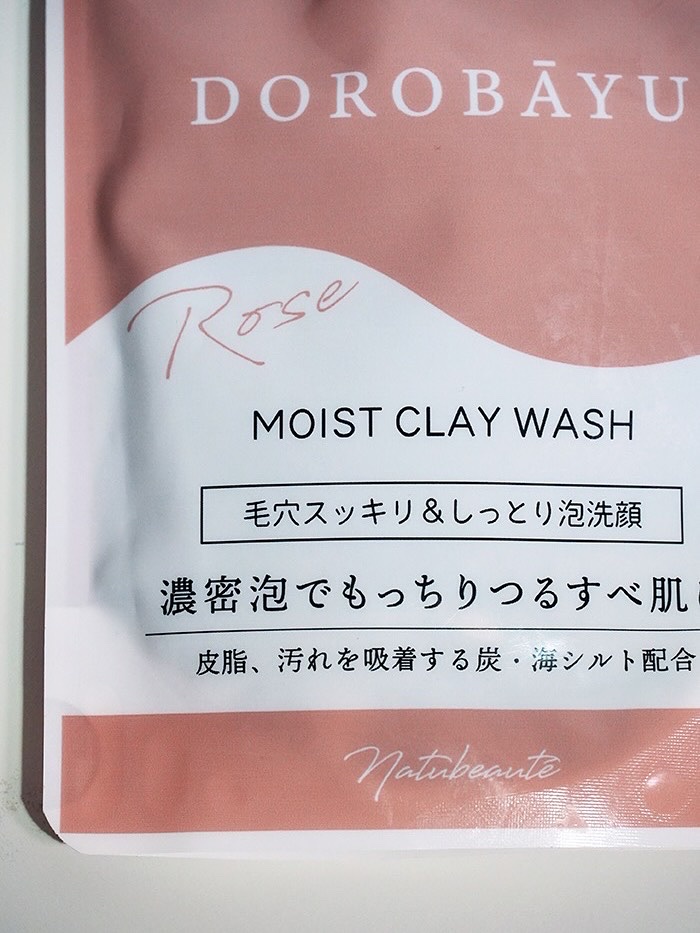 DOROBĀYU
Rose
MOIST CLAY WASH
毛穴スッキリ&しっとり泡洗顔
濃密泡でもっちりつるすべ肌
皮脂、汚れを吸着する炭・海シルト配合
Natubeauté